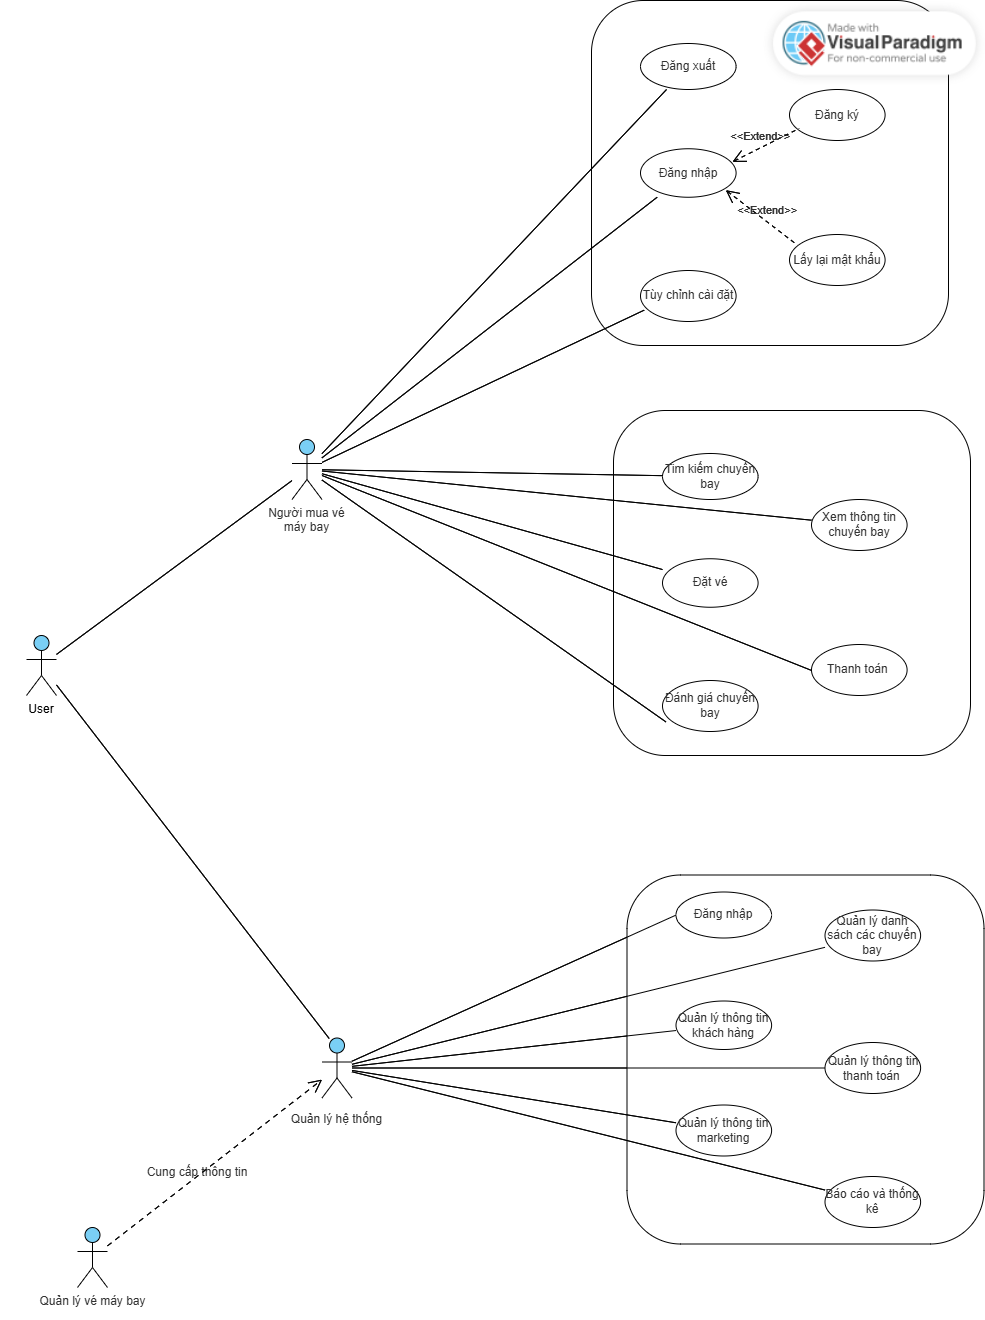 Made with
Visual Paradigm
For non-commercial use
Đăng xuất
Đăng ký
<<Extend>>
Đăng nhập
<<Extend>>
Lấy lại mật khẩu
Tùy chỉnh cài đặt
Người mua vé
máy bay
Tìm kiếm chuyến
bay
Xem thông tin
chuyến bay
Đặt vé
Thanh toán
Đánh giá chuyến
bay
User
Đăng nhập
Quản lý danh
sách các chuyến
bay
Quản lý thông tin
khách hàng
Quản lý thông tin
thanh toán
Quản lý hệ thống
Quản lý thông tin
marketing
Cung cấp thông tin
Báo cáo và thống
kê
Quản lý vé máy bay